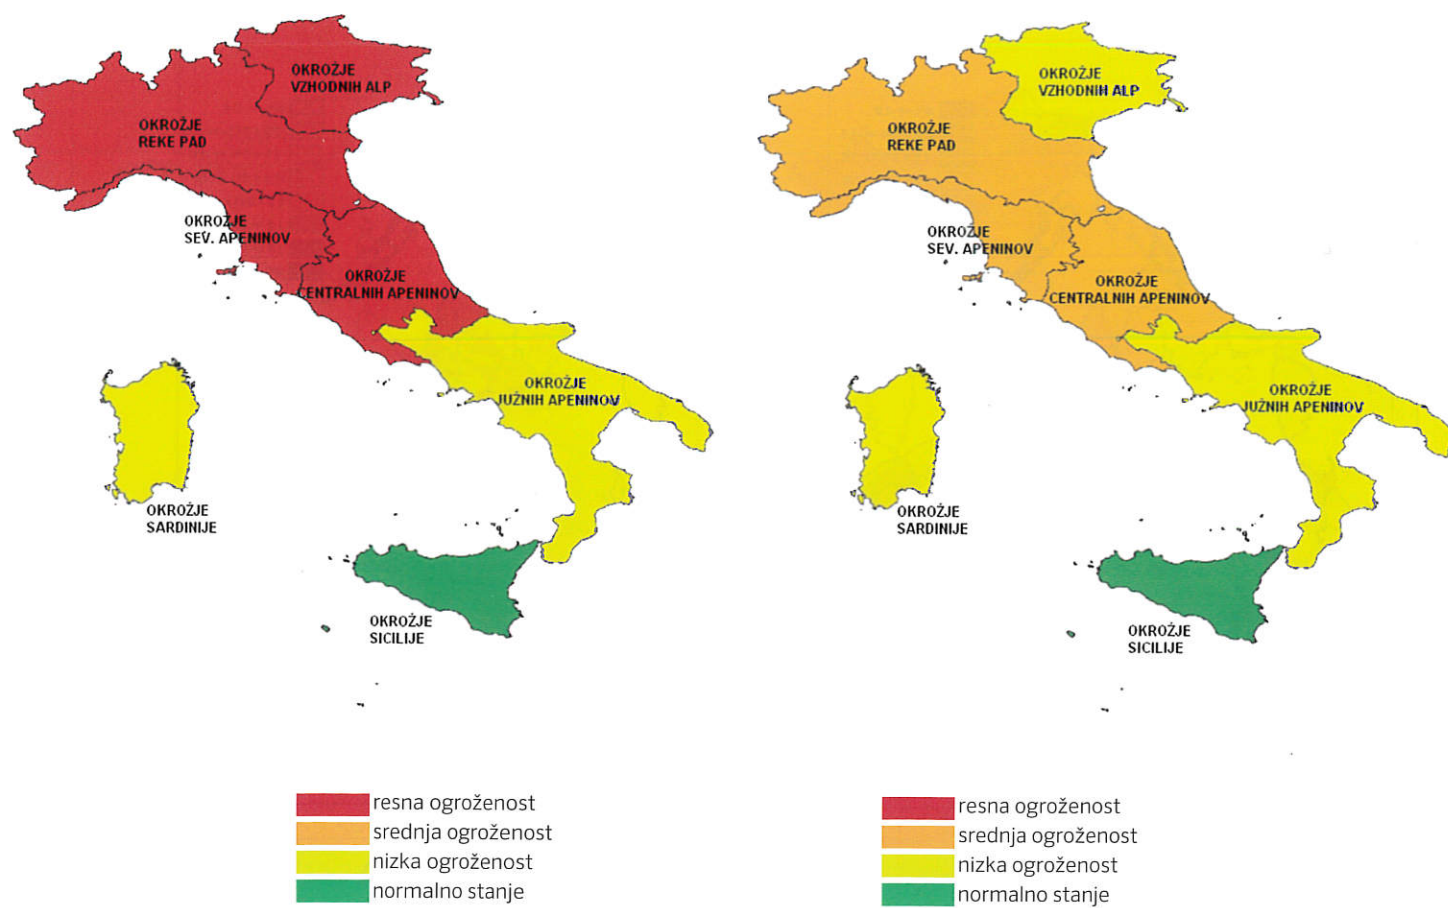 OKROŽJE
VZHODNIH ALP
OKROŽJE
REKE PAD
OKROŽJE
SEV. APENINOV
OKROŽJE
CENTRALNIH APENINOV
OKROŽJE
JUŽNIH APENINOV
OKROŽJE
SARDINIJE
OKROŽJE
SICILIJE
resna ogroženost
srednja ogroženost
nizka ogroženost
normalno stanje
OKROŽJE
VZHODNIH ALP
OKROŽJE
REKE PAD
OKROŽJE
SEV. APENINOV
OKROŽJE
CENTRALNIH APENINOV
OKROŽJE
JUŽNIH APENINOV
OKROŽJE
SARDINIJE
OKROŽJE
SICILIJE
resna ogroženost
srednja ogroženost
nizka ogroženost
normalno stanje